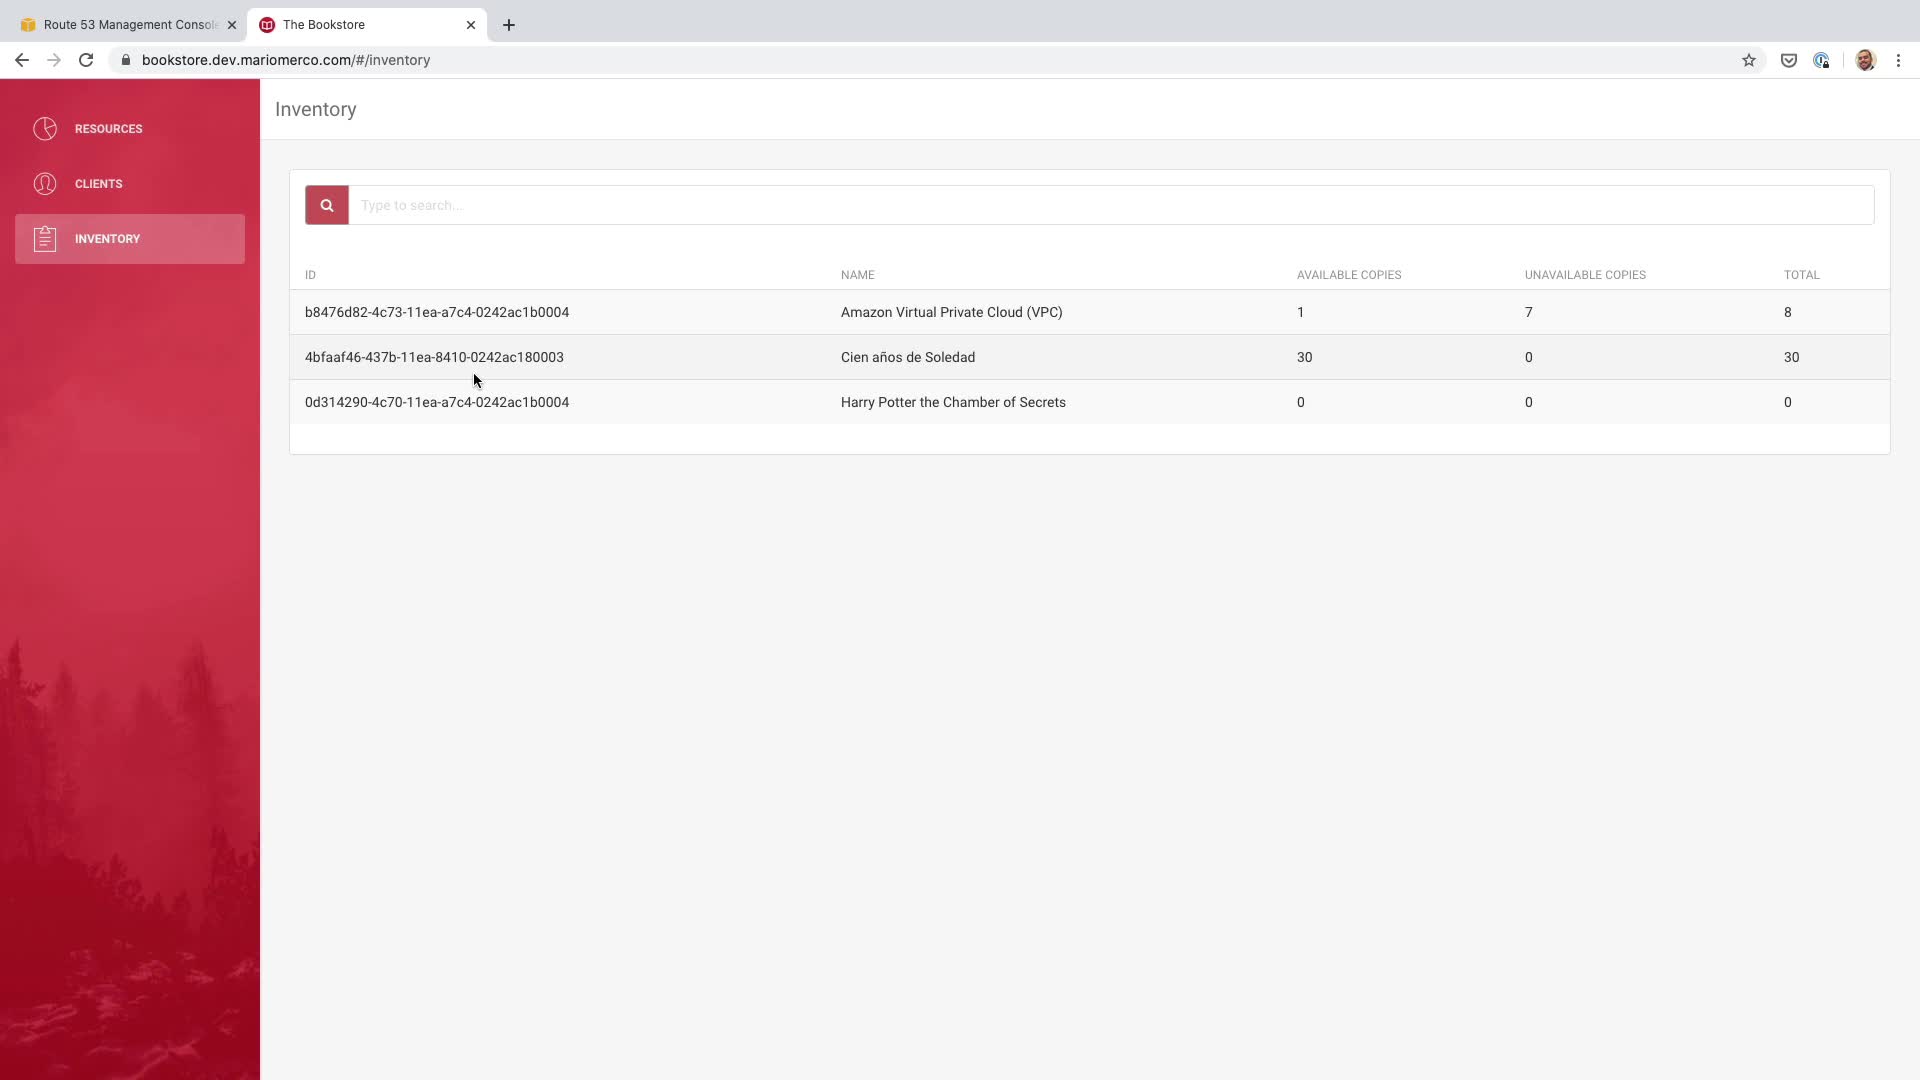 Route 53 Management Consol
The Bookstore
bookstore.dev.mariomerco.com/#/inventory
RESOURCES
CLIENTS
INVENTORY
Inventory
Type to search...
ID NAME AVAILABLE COPIES UNAVAILABLE COPIES TOTAL
b8476d82-4c73-11ea-a7c4-0242ac1b0004 Amazon Virtual Private Cloud (VPC) 1 7 8
4bfaaf46-437b-11ea-8410-0242ac180003 Cien años de Soledad 30 0 30
0d314290-4c70-11ea-a7c4-0242ac1b0004 Harry Potter the Chamber of Secrets 0 0 0